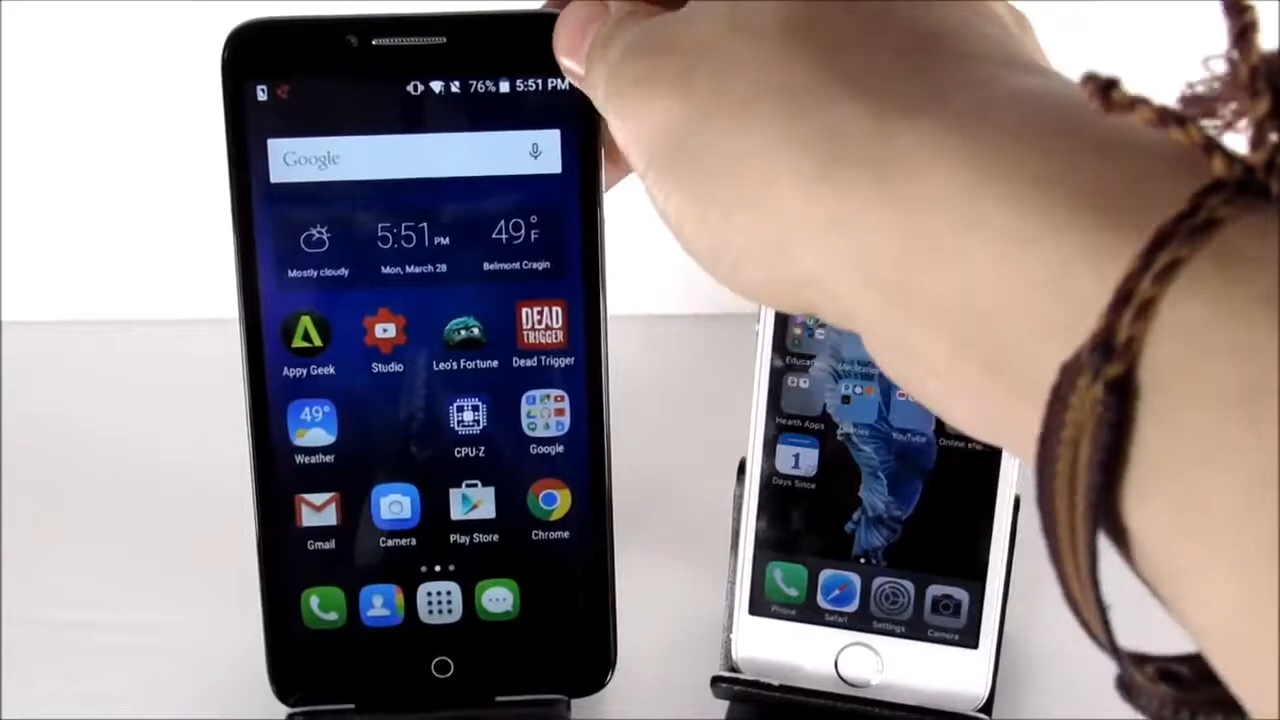 76% 5:51 PM
Google
5:51 PM
49°F
Mostly cloudy
Mon, March 28
Belmont Cragin
DEAD
TRIGGER
Appy Geek
Studio
Leo's Fortune
Dead Trigger
49°
Weather
CPU-Z
Google
Gmail
Camera
Play Store
Chrome
Health Apps
Utilities
YouTube
1
Days Since
Phone
Safari
Settings
Camera